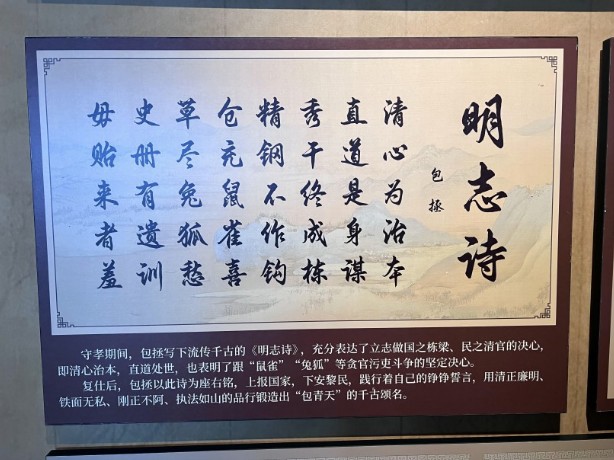 明志诗
包拯
清心为治本
直道是身谋
秀干终成栋
精钢不作钩
仓充鼠雀喜
草尽兔狐愁
史册有遗训
毋贻来者羞
守孝期间，包拯写下流传千古的《明志诗》，充分表达了立志做国之栋梁、民之清官的决心，
即清心治本，直道处世，也表明了跟“鼠雀”“兔狐”等贪官污吏斗争的坚定决心。
复仕后，包拯以此诗为座右铭，上报国家，下安黎民，践行着自己的铮铮誓言，用清正廉明、
铁面无私、刚正不阿、执法如山的品行锻造出“包青天”的千古颂名。